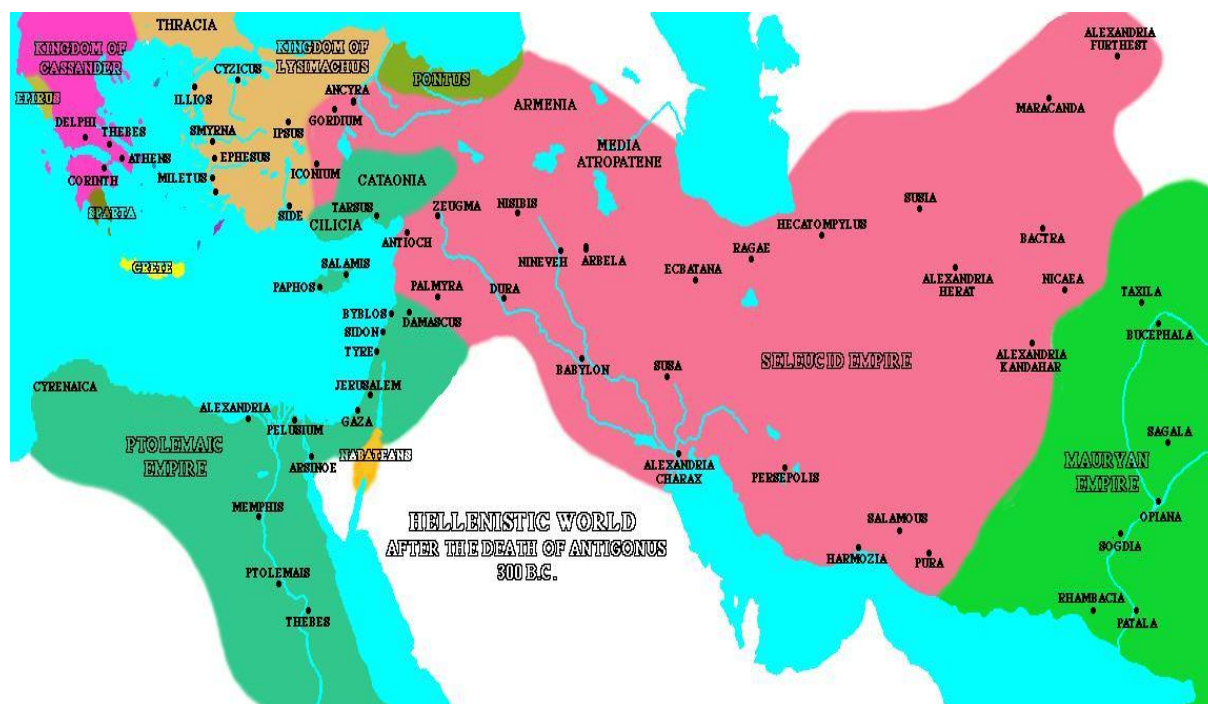 THRACIA
KINGDOM OF
CASSANDER
KINGDOM OF
LYSIMACHUS
PONTUS
ALEXANDRIA
FURTHEST
CYZICUS
ILLIOS
EPIRUS
ANCYRA
GORDIUM
ARMENIA
MARACANDA
DELPHI
THEBES
SMYRNA
IPSUS
ATHENS
EPHESUS
MEDIA
ATROPATENE
CORINTH
MILETUS
ICONIUM
CATAONIA
SPARTA
SIDE
TARSUS
CILICIA
ZEUGMA
NISIBIS
SUSIA
ANTIOCH
HECATOMPYLUS
BACTRA
RAGAE
NINEVEH
ARBELA
GRETE
SALAMIS
PAPHOS
ECBATANA
ALEXANDRIA
HERAT
NICAEA
PALMYRA
DURA
TAXILA
BYBLOS
DAMASCUS
SIDON
BUCEPHALA
TYRE
BABYLON
SUSA
SELEUCID EMPIRE
ALEXANDRIA
KANDAHAR
CYRENAICA
JERUSALEM
ALEXANDRIA
GAZA
PELUSIUM
PTOLEMAIC
EMPIRE
NABATEANS
ARSINOE
ALEXANDRIA
CHARAX
PERSEPOLIS
SAGALA
MAURYAN
EMPIRE
MEMPHIS
OPIANA
HELLENISTIC WORLD
AFTER THE DEATH OF ANTIGONUS
300 B.C.
SALAMOUS
HARMOZIA
PURA
SOGDIA
PTOLEMAIS
THEBES
RHAMBACIA
PATALA